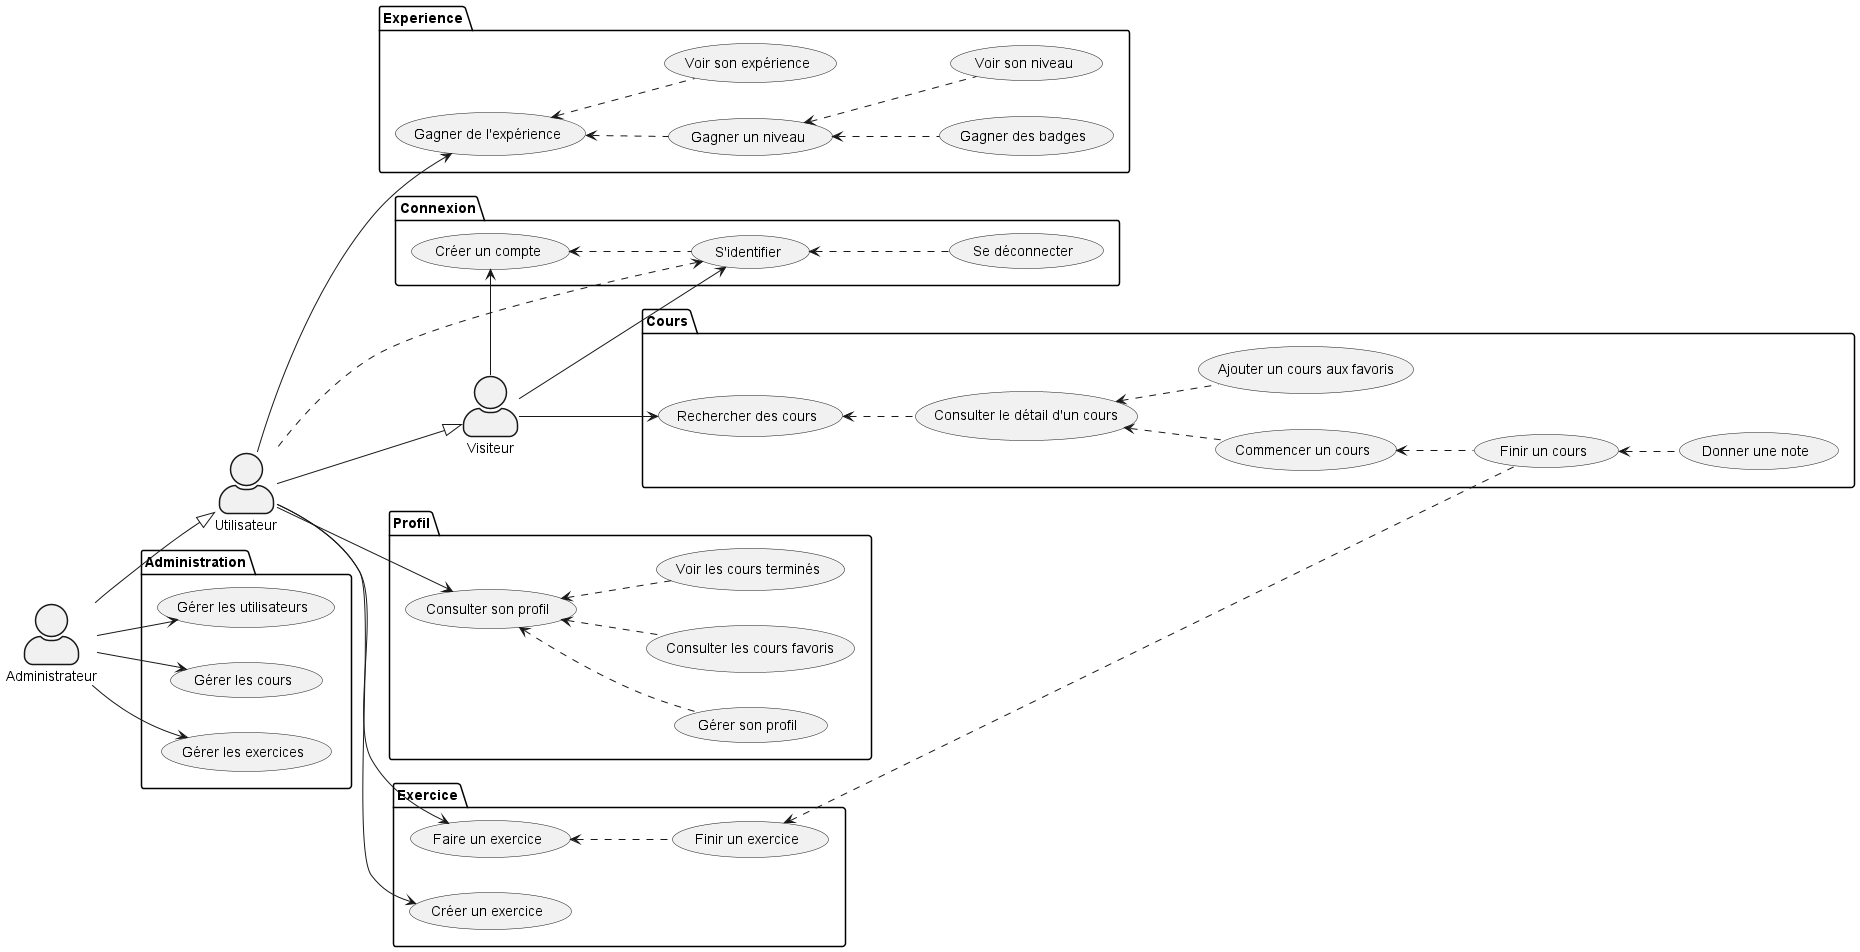 Experience
Voir son expérience
Voir son niveau
Gagner de l'expérience
Gagner un niveau
Gagner des badges
Connexion
Créer un compte
S'identifier
Se déconnecter
Cours
Ajouter un cours aux favoris
Rechercher des cours
Consulter le détail d'un cours
Commencer un cours
Finir un cours
Donner une note
Visiteur
Utilisateur
Profil
Voir les cours terminés
Consulter son profil
Consulter les cours favoris
Gérer son profil
Administration
Gérer les utilisateurs
Gérer les cours
Gérer les exercices
Administrateur
Exercice
Faire un exercice
Finir un exercice
Créer un exercice